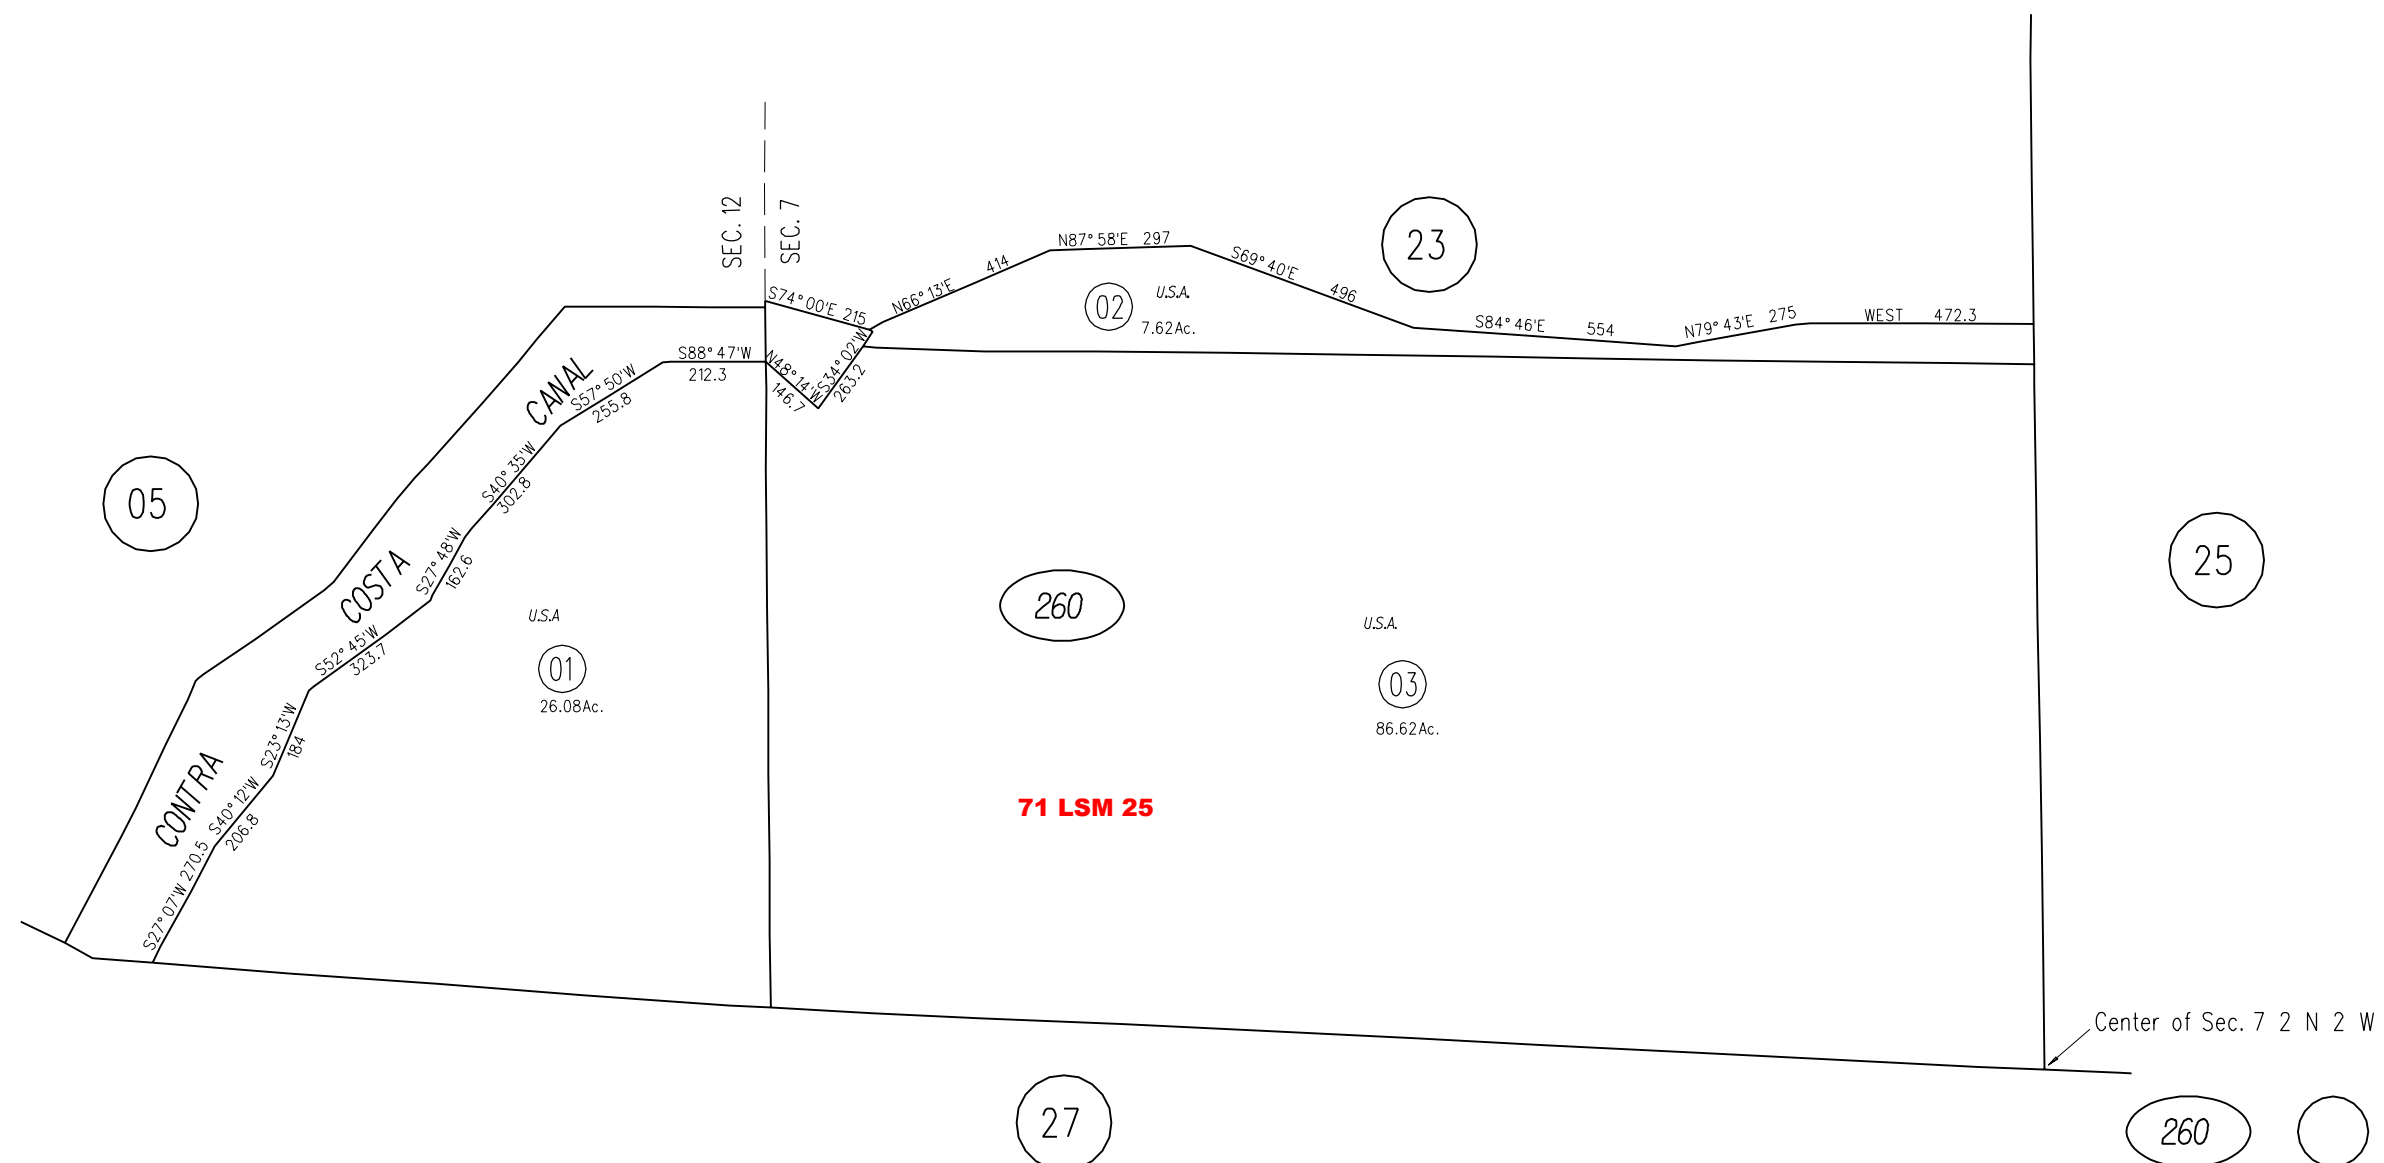 SEC. 12
SEC. 7
23
N87°58'E 297
S69°40'E 496
414
N66°13'E
S74°00'E 215
U.S.A.
02
7.62Ac.
S84°46'E 554
N79°43'E 275
WEST 472.3
S88°47'W
212.3
N48°14'W
146.7
S34°02'W
263.2
CONTRA COSTA CANAL
S57°50'W
255.8
S40°35'W
302.8
S27°48'W
162.6
S52°45'W
323.7
S23°13'W
184
S40°12'W
206.8
S27°07'W 270.5
05
25
U.S.A
01
26.08Ac.
260
U.S.A.
03
86.62Ac.
71 LSM 25
Center of Sec. 7 2 N 2 W
27
260